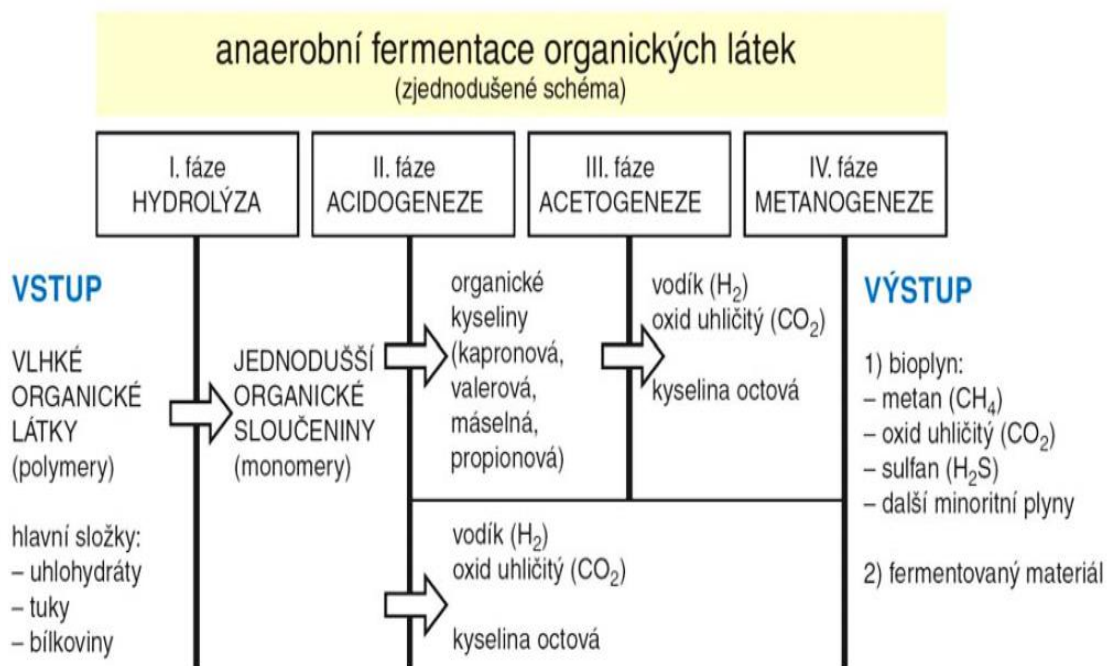 anaerobní fermentace organických látek
(zjednodušené schéma)
I. fáze
HYDROLÝZA
II. fáze
ACIDOGENEZE
III. fáze
ACETOGENEZE
IV. fáze
METANOGENEZE
VSTUP
VLHKÉ
ORGANICKÉ
LÁTKY
(polymery)
hlavní složky:
– uhlohydráty
– tuky
– bílkoviny
JEDNODUŠŠÍ
ORGANICKÉ
SLOUČENINY
(monomery)
organické
kyseliny
(kapronová,
valerová,
máselná,
propionová)
vodík (H₂)
oxid uhličitý (CO₂)
kyselina octová
vodík (H₂)
oxid uhličitý (CO₂)
kyselina octová
VÝSTUP
1) bioplyn:
– metan (CH₄)
– oxid uhličitý (CO₂)
– sulfan (H₂S)
– další minoritní plyny
2) fermentovaný materiál